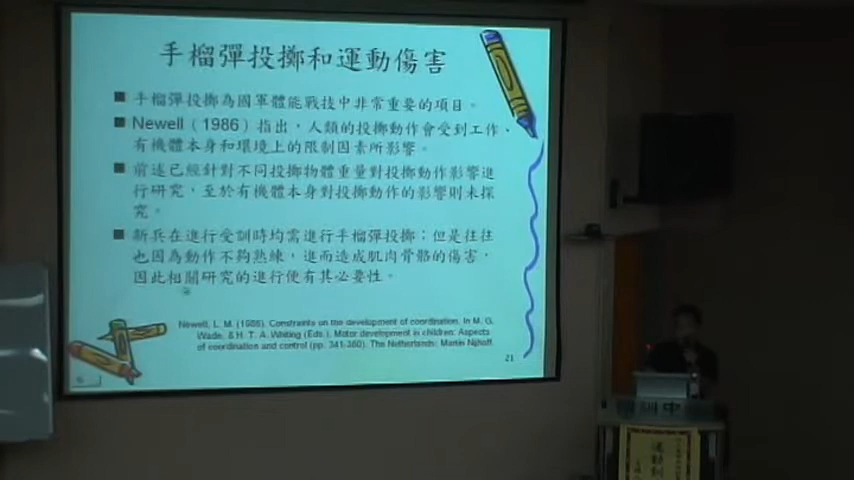 手榴彈投擲和運動傷害
■ 手榴彈投擲為國軍體能戰技中非常重要的項目。
■ Newell（1986）指出，人類的投擲動作會受到工作、
有機體本身和環境上的限制因素所影響。
■ 前述已經針對不同投擲物體重量對投擲動作影響進
行研究，至於有機體本身對投擲動作的影響則未探
究。
■ 新兵在進行受訓時均需進行手榴彈投擲；但是往往
也因為動作不夠熟練，進而造成肌肉骨骼的傷害，
因此相關研究的進行便有其必要性。
Newell, L. M. (1986). Constraints on the development of coordination. In M. G.
Wade, & H. T. A. Whiting (Eds.), Motor development in children: Aspects
of coordination and control (pp. 341-360). The Netherlands: Martin Nijhoff.
21